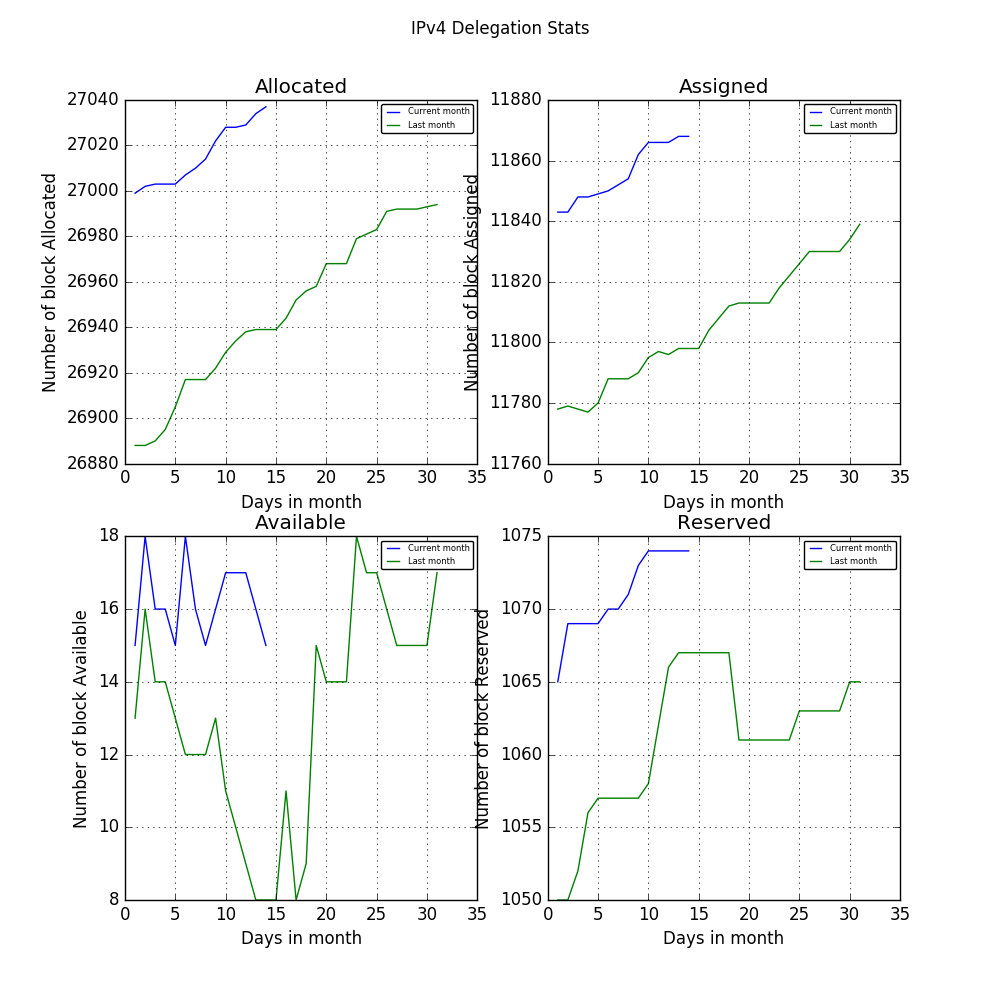 IPv4 Delegation Stats
Allocated
Number of block Allocated
27040
27020
27000
26980
26960
26940
26920
26900
26880
0 5 10 15 20 25 30 35
Days in month
Current month
Last month
Assigned
Number of block Assigned
11880
11860
11840
11820
11800
11780
11760
0 5 10 15 20 25 30 35
Days in month
Current month
Last month
Available
Number of block Available
18
16
14
12
10
8
0 5 10 15 20 25 30 35
Days in month
Current month
Last month
Reserved
Number of block Reserved
1075
1070
1065
1060
1055
1050
0 5 10 15 20 25 30 35
Days in month
Current month
Last month